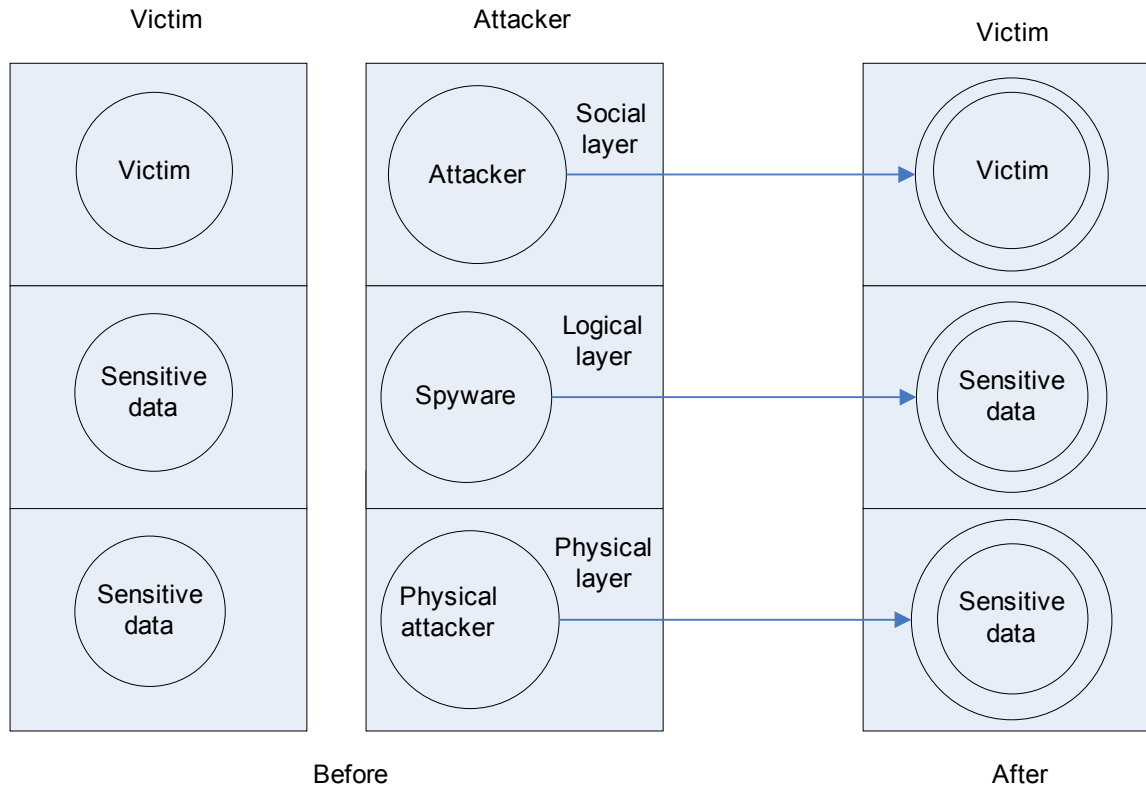 Victim
Attacker
Victim
Victim
Attacker
Social
layer
Victim
Sensitive
data
Spyware
Logical
layer
Sensitive
data
Sensitive
data
Physical
attacker
Physical
layer
Sensitive
data
Before
After